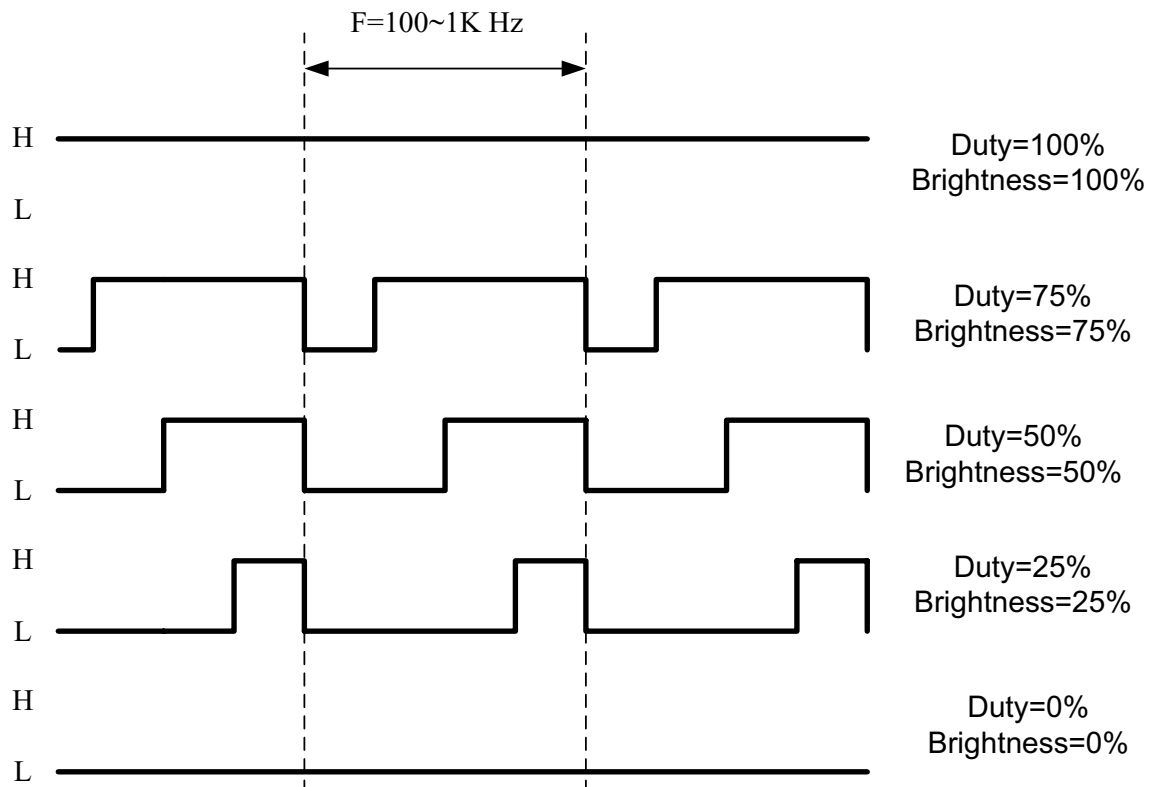 F=100~1K Hz
H
Duty=100%
Brightness=100%
L
H
Duty=75%
Brightness=75%
L
H
Duty=50%
Brightness=50%
L
H
Duty=25%
Brightness=25%
L
H
Duty=0%
Brightness=0%
L